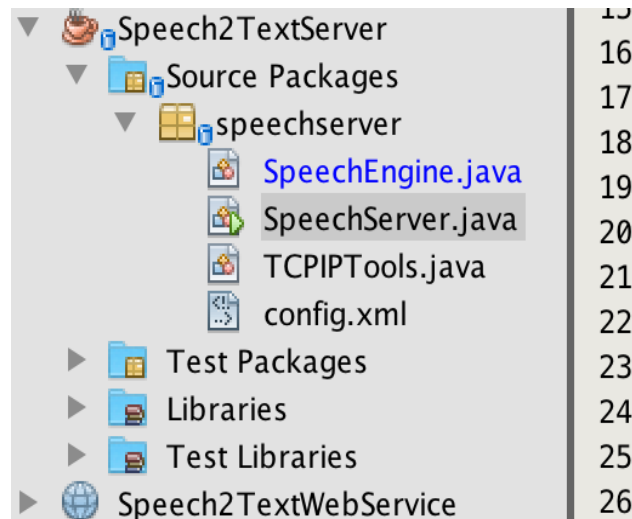 Speech2TextServer
Source Packages
speechserver
SpeechEngine.java
SpeechServer.java
TCPIPTools.java
config.xml
Test Packages
Libraries
Test Libraries
Speech2TextWebService
15
16
17
18
19
20
21
22
23
24
25
26